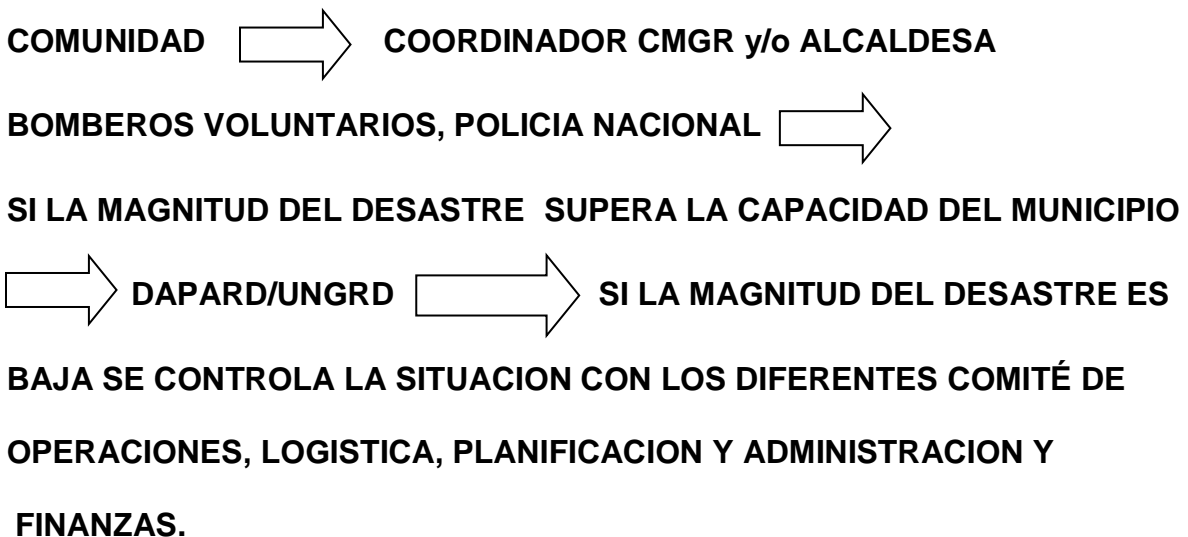 COMUNIDAD COORDINADOR CMGR y/o ALCALDESA
BOMBEROS VOLUNTARIOS, POLICIA NACIONAL
SI LA MAGNITUD DEL DESASTRE SUPERA LA CAPACIDAD DEL MUNICIPIO
DAPARD/UNGRD SI LA MAGNITUD DEL DESASTRE ES
BAJA SE CONTROLA LA SITUACION CON LOS DIFERENTES COMITÉ DE
OPERACIONES, LOGISTICA, PLANIFICACION Y ADMINISTRACION Y
FINANZAS.